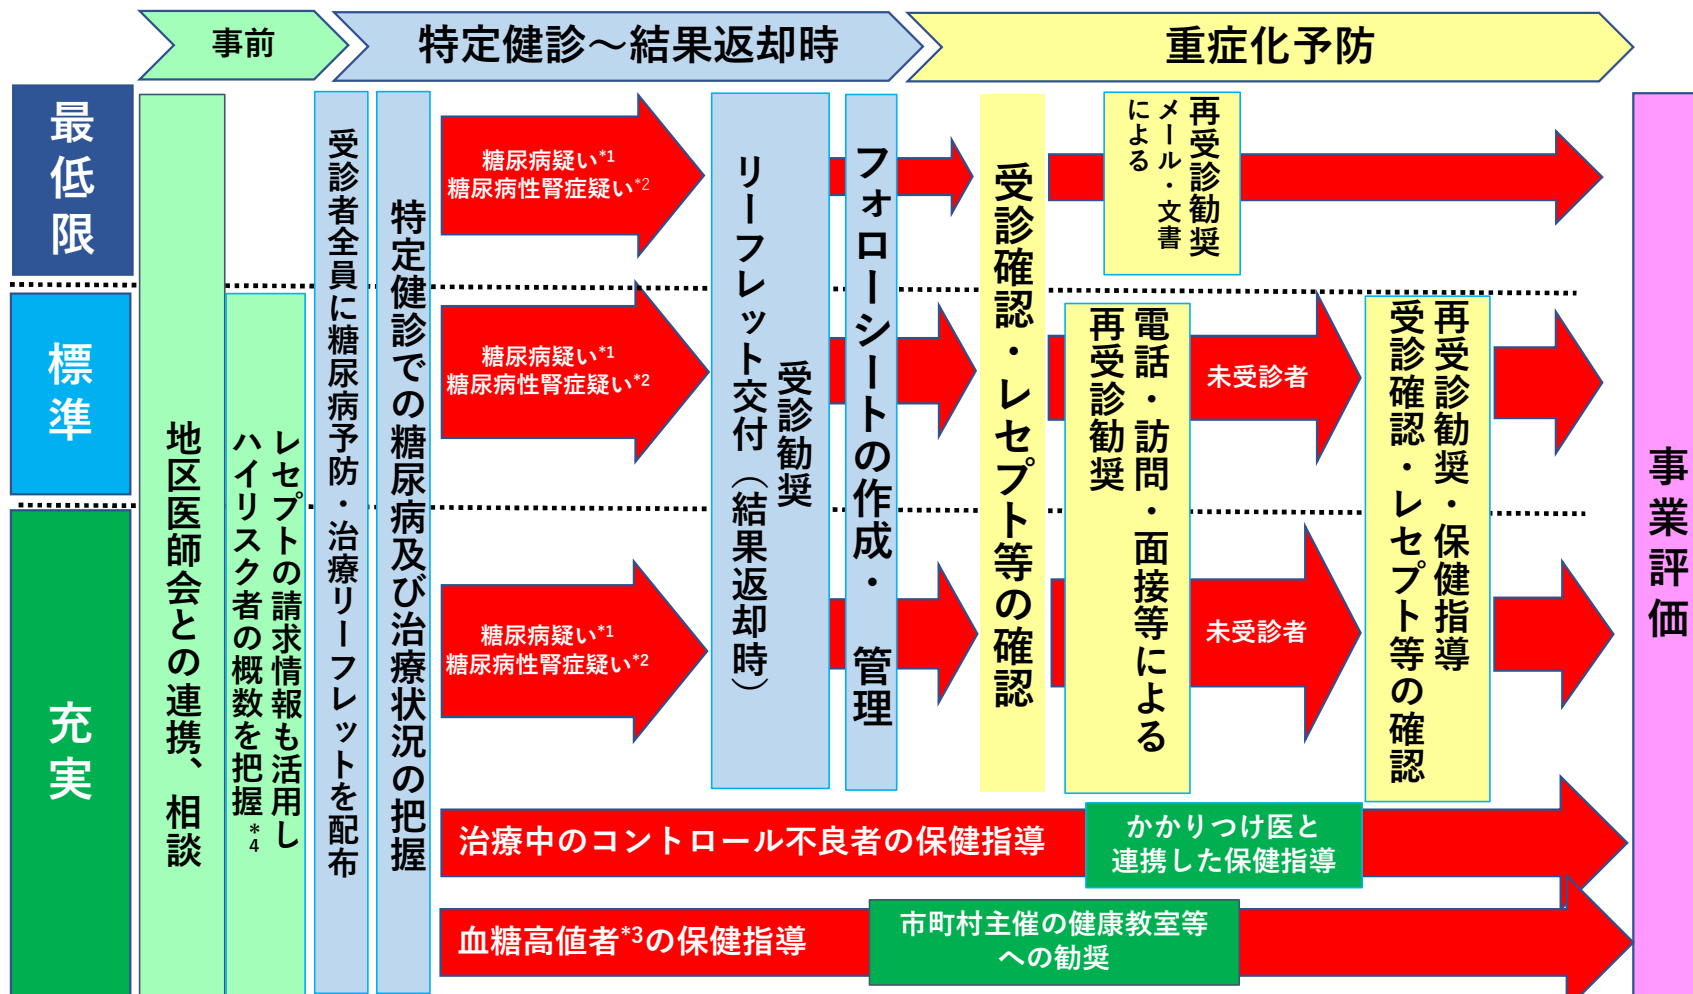 事前
特定健診～結果返却時
重症化予防
最低限
標準
充実
地区医師会との連携、相談
レセプトの請求情報も活用し
ハイリスク者の概数を把握*4
受診者全員に糖尿病予防・治療リーフレットを配布
特定健診での糖尿病及び治療状況の把握
糖尿病疑い*1
糖尿病性腎症疑い*2
糖尿病疑い*1
糖尿病性腎症疑い*2
糖尿病疑い*1
糖尿病性腎症疑い*2
受診勧奨
リーフレット交付（結果返却時）
フォローシートの作成・管理
受診確認・レセプト等の確認
再受診勧奨
メール・文書
による
電話・訪問・面接等による
再受診勧奨
未受診者
未受診者
再受診勧奨・保健指導
受診確認・レセプト等の確認
治療中のコントロール不良者の保健指導
かかりつけ医と
連携した保健指導
血糖高値者*3の保健指導
市町村主催の健康教室等
への勧奨
事業評価